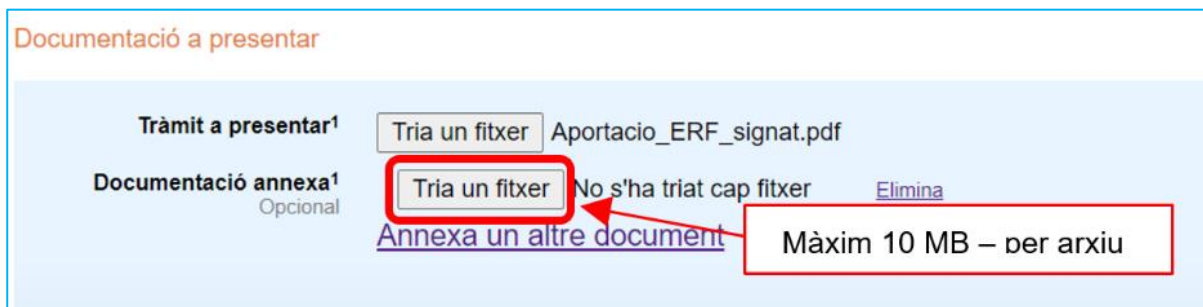 Documentació a presentar
Tràmit a presentar¹ Tria un fitxer Aportacio_ERF_signat.pdf
Documentació annexa¹ Tria un fitxer No s'ha triat cap fitxer Elimina
Opcional
Annexa un altre document
Màxim 10 MB – per arxiu